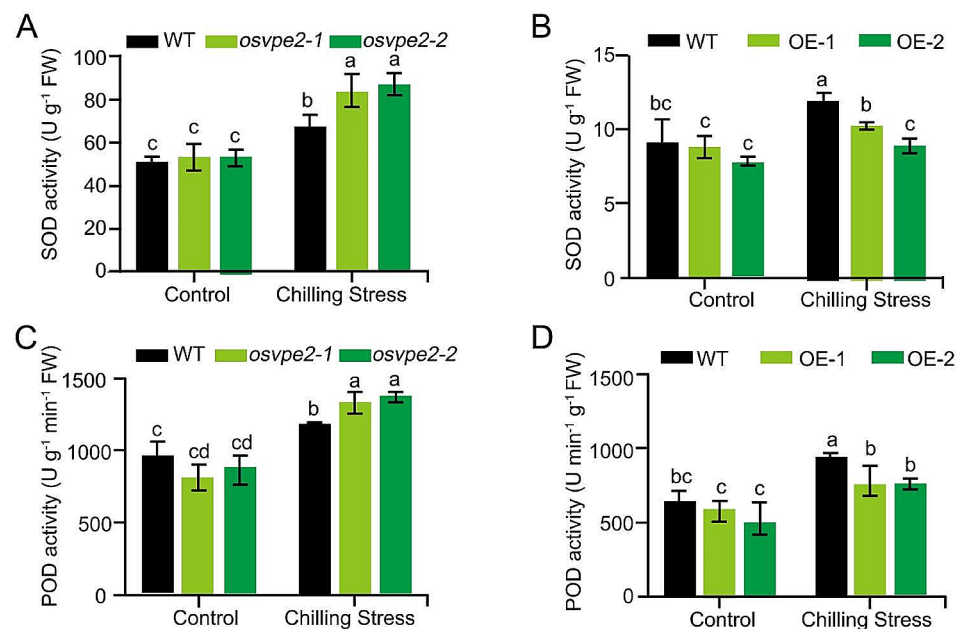 A
WT osvpe2-1 osvpe2-2
SOD activity (U g⁻¹ FW)
100
80
60
40
20
0
c c c
b a a
Control Chilling Stress
B
WT OE-1 OE-2
SOD activity (U g⁻¹ FW)
15
10
5
0
bc c c
a b c
Control Chilling Stress
C
WT osvpe2-1 osvpe2-2
POD activity (U g⁻¹ min⁻¹ FW)
1500
1000
500
0
c cd cd
b a a
Control Chilling Stress
D
WT OE-1 OE-2
POD activity (U min⁻¹ g⁻¹ FW)
1500
1000
500
0
bc c c
a b b
Control Chilling Stress